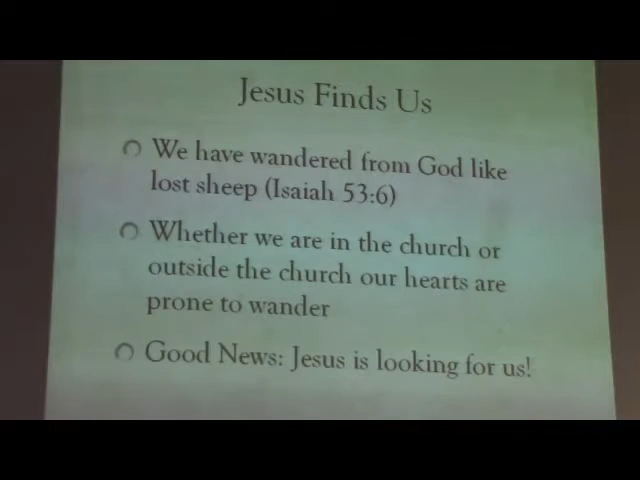 Jesus Finds Us
We have wandered from God like
lost sheep (Isaiah 53:6)
Whether we are in the church or
outside the church our hearts are
prone to wander
Good News: Jesus is looking for us!